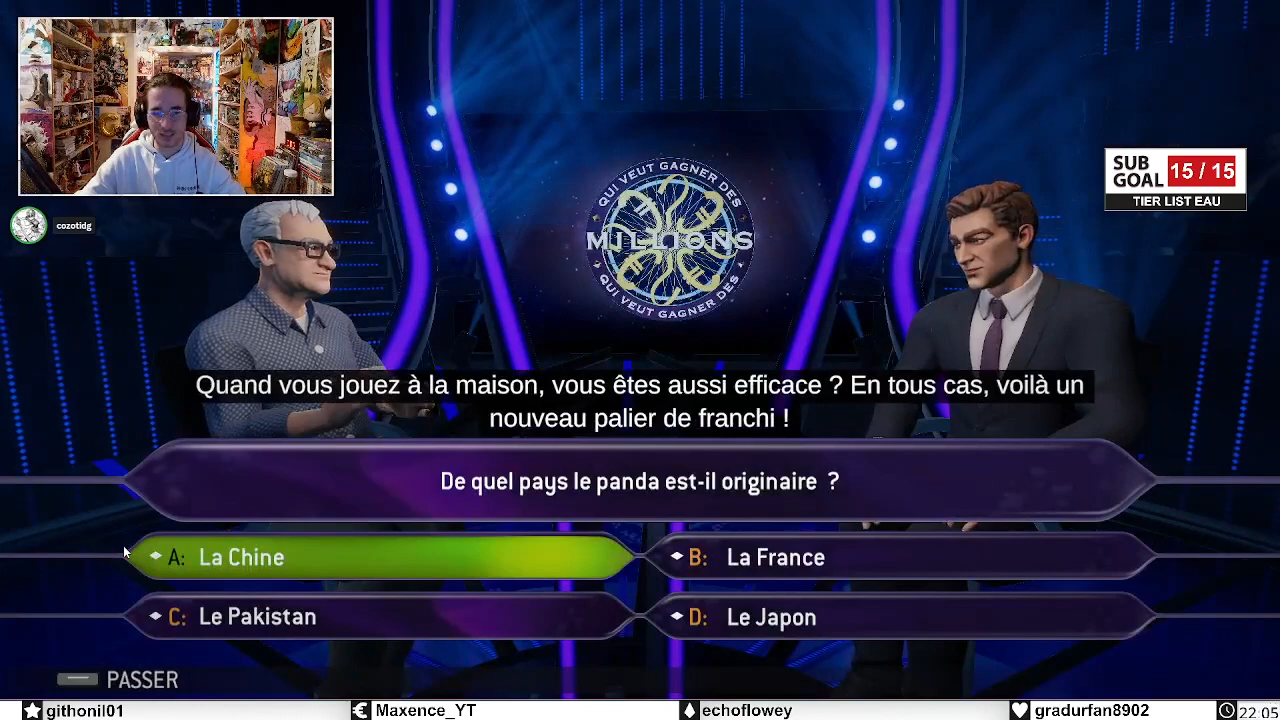 SUB
GOAL
15 / 15
TIER LIST EAU
cozotidg
QUI VEUT GAGNER DES
MILLIONS
QUI VEUT GAGNER DES
Quand vous jouez à la maison, vous êtes aussi efficace ? En tous cas, voilà un
nouveau palier de franchi !
De quel pays le panda est-il originaire ?
A: La Chine
B: La France
C: Le Pakistan
D: Le Japon
PASSER
githonil01
Maxence_YT
echoflowey
gradurfan8902
22:05